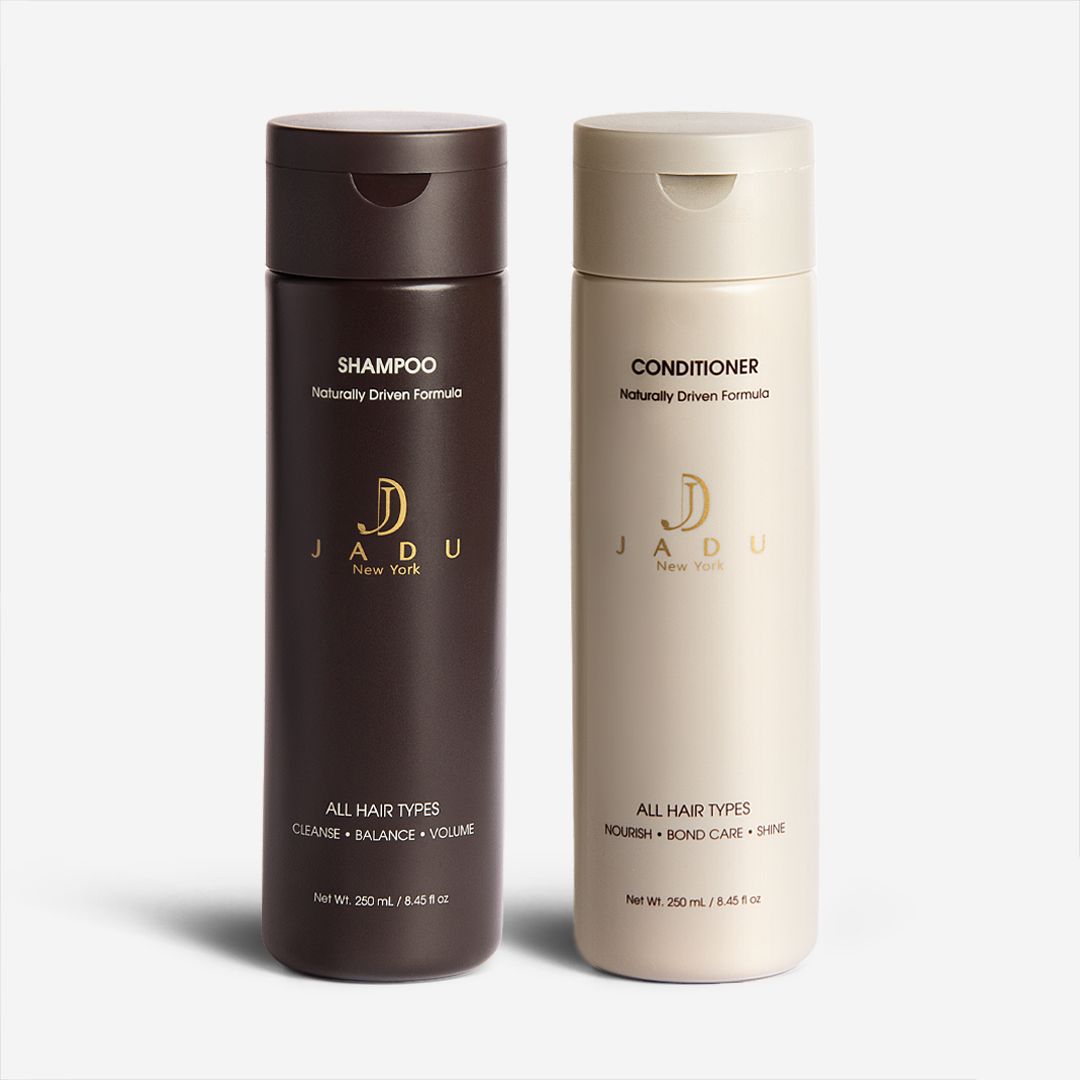 SHAMPOO
Naturally Driven Formula
JD
JADU
New York
ALL HAIR TYPES
CLEANSE • BALANCE • VOLUME
Net Wt. 250 mL / 8.45 fl oz
CONDITIONER
Naturally Driven Formula
JD
JADU
New York
ALL HAIR TYPES
NOURISH • BOND CARE • SHINE
Net Wt. 250 mL / 8.45 fl oz